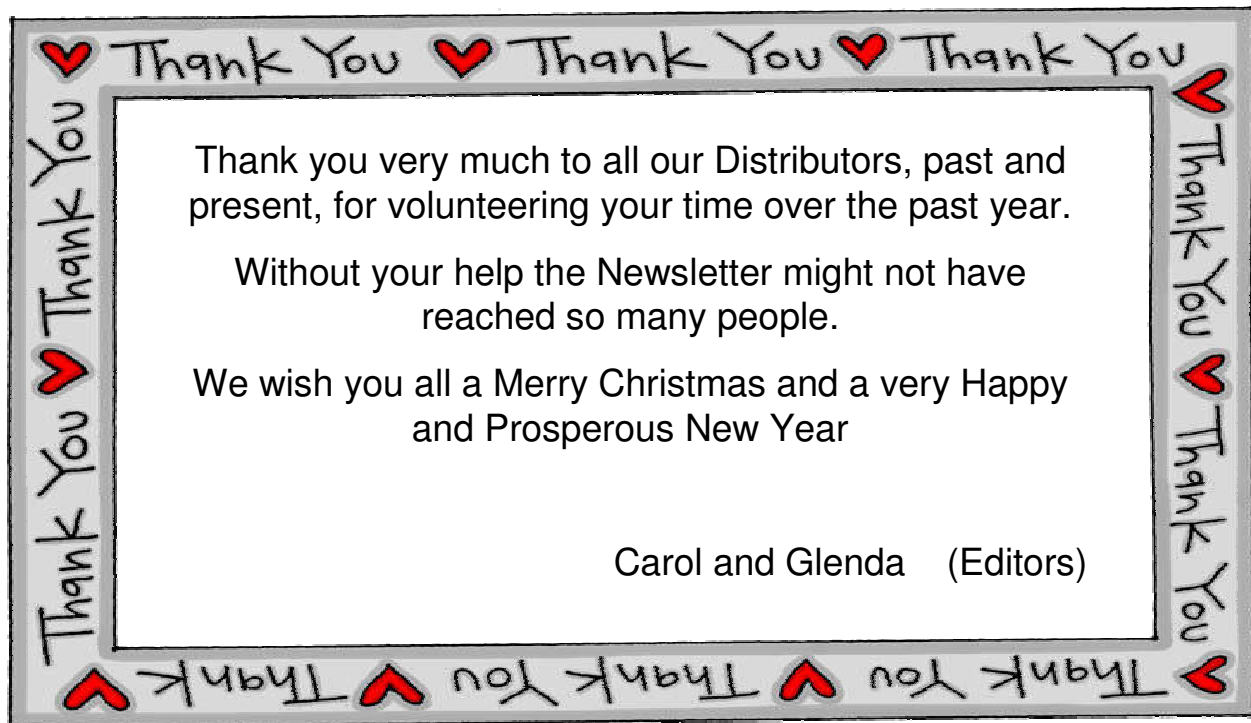 Thank You Thank You Thank You
Thank You Thank You
Thank you very much to all our Distributors, past and
present, for volunteering your time over the past year.
Without your help the Newsletter might not have
reached so many people.
We wish you all a Merry Christmas and a very Happy
and Prosperous New Year
Carol and Glenda (Editors)
Thank You Thank You
Thank You Thank You Thank